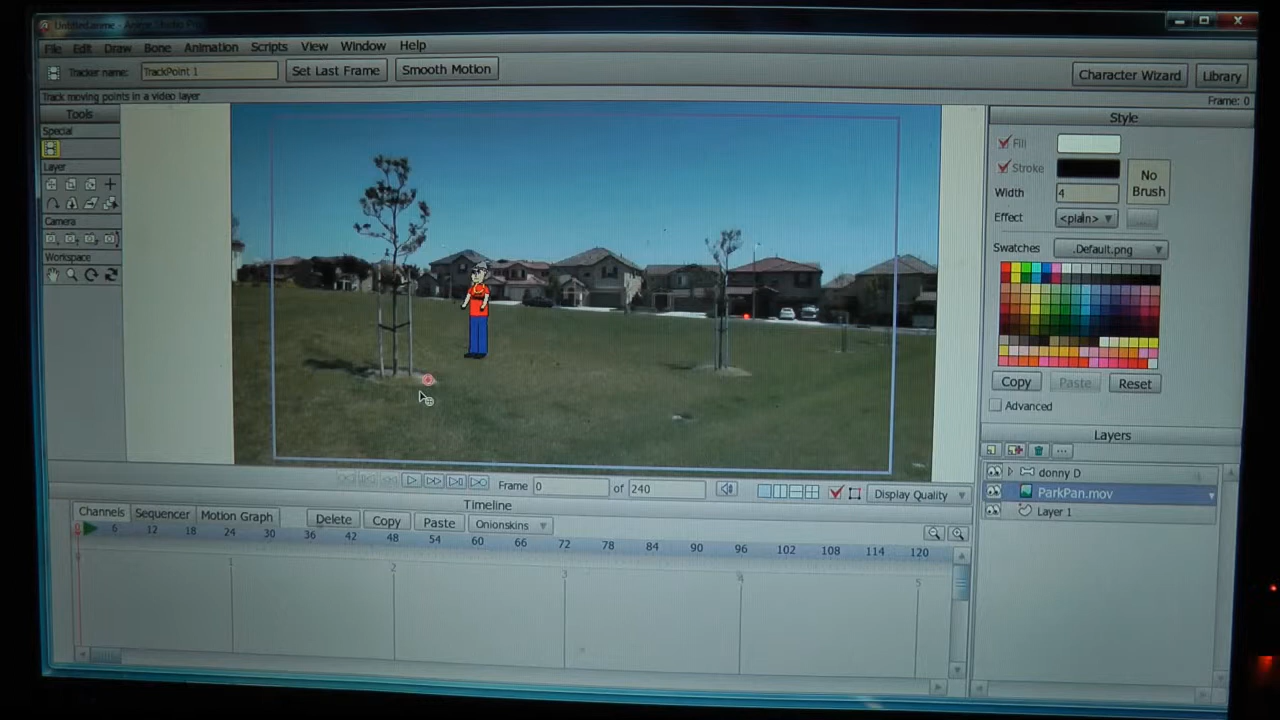 Untitled.anme - Anime Studio Pro
File Edit Draw Bone Animation Scripts View Window Help
Tracker name: TrackPoint 1 Set Last Frame Smooth Motion Character Wizard Library
Track moving points in a video layer Frame: 0
Tools
Special
Layer
Camera
Workspace
Style
Fill
Stroke
No
Brush
Width 4
Effect <plain>
Swatches .Default.png
Copy Paste Reset
Advanced
Layers
donny D
ParkPan.mov
Layer 1
Frame 0 of 240 Display Quality
Timeline
Channels Sequencer Motion Graph Delete Copy Paste Onionskins
6 12 18 24 30 36 42 48 54 60 66 72 78 84 90 96 102 108 114 120
1 2 3 4 5